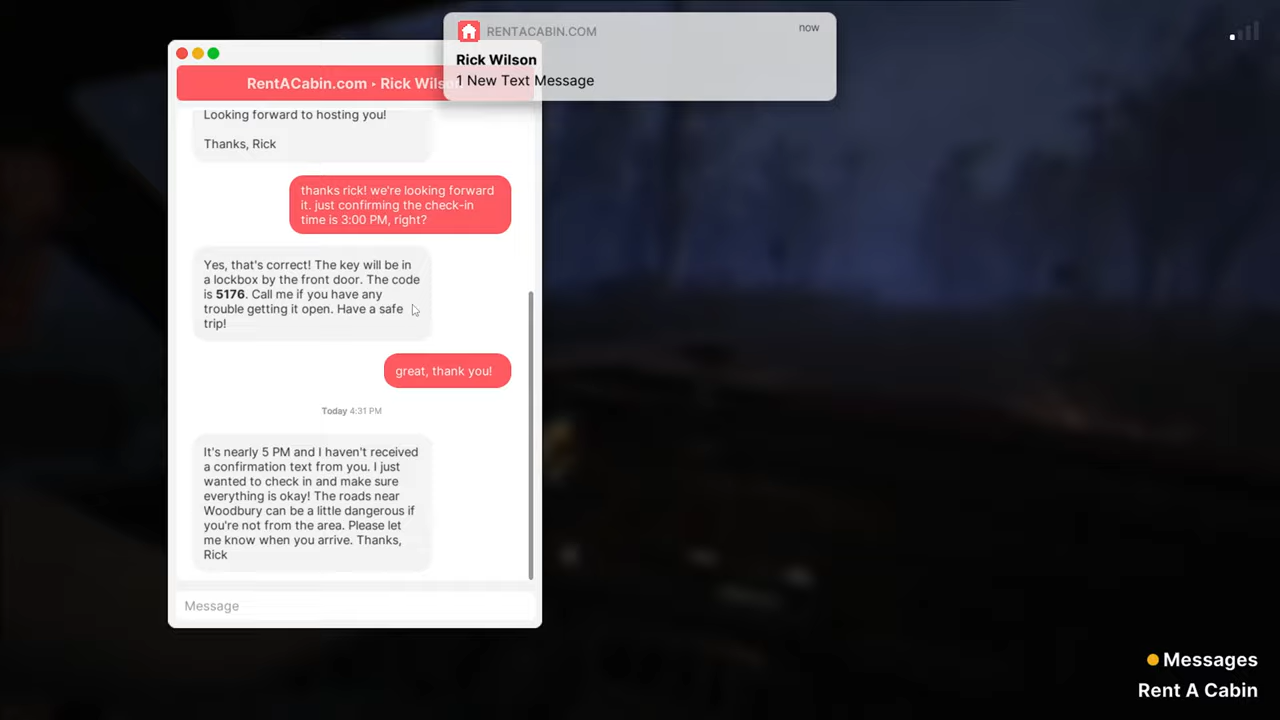 RENTACABIN.COM
now
Rick Wilson
1 New Text Message
RentACabin.com ▸ Rick Wilson
Looking forward to hosting you!
Thanks, Rick
thanks rick! we're looking forward
it. just confirming the check-in
time is 3:00 PM, right?
Yes, that's correct! The key will be in
a lockbox by the front door. The code
is 5176. Call me if you have any
trouble getting it open. Have a safe
trip!
great, thank you!
Today 4:31 PM
It's nearly 5 PM and I haven't received
a confirmation text from you. I just
wanted to check in and make sure
everything is okay! The roads near
Woodbury can be a little dangerous if
you're not from the area. Please let
me know when you arrive. Thanks,
Rick
Message
Messages
Rent A Cabin